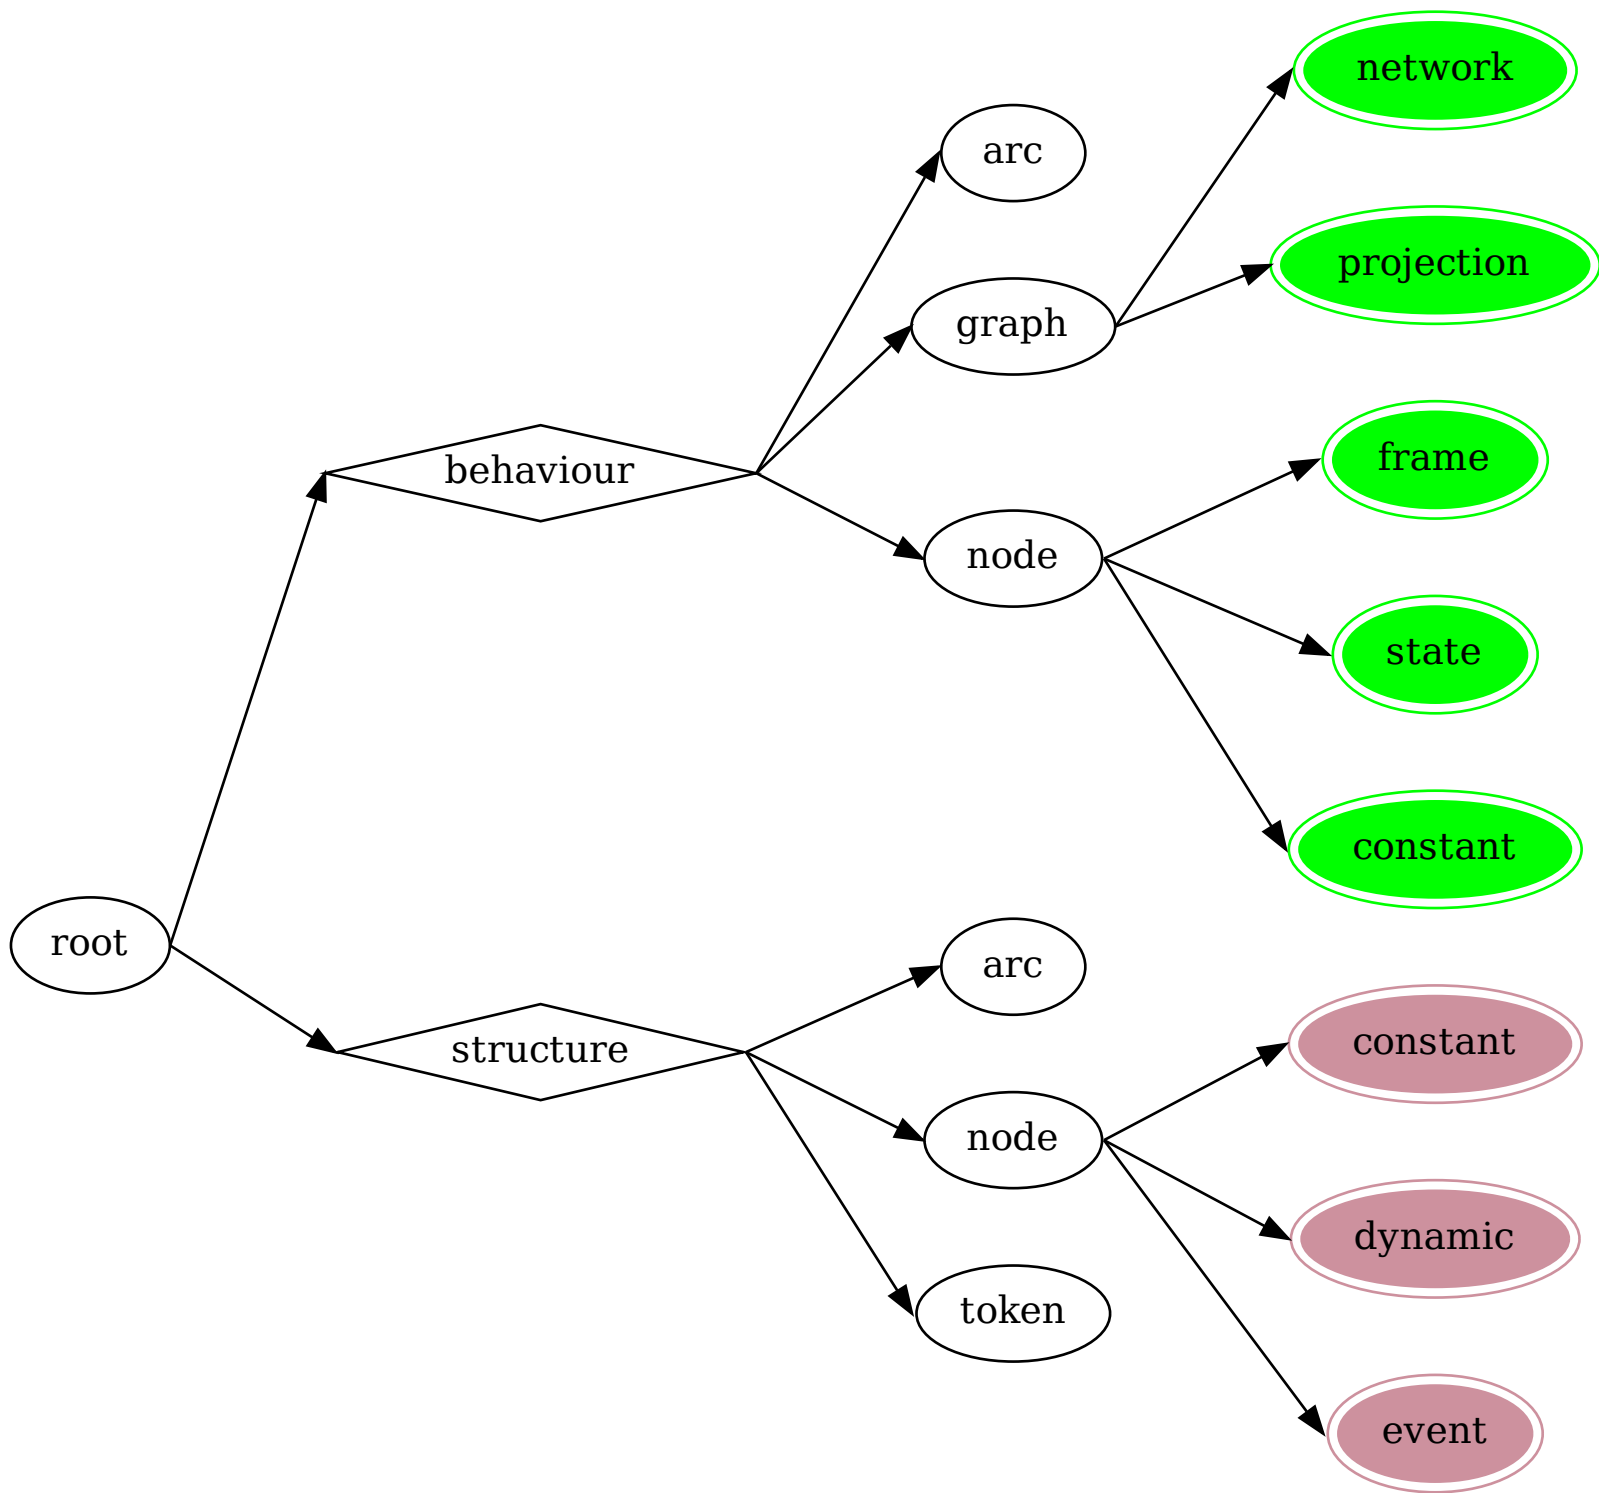 network
arc
projection
graph
frame
behaviour
node
state
constant
root
arc
structure
constant
node
dynamic
token
event